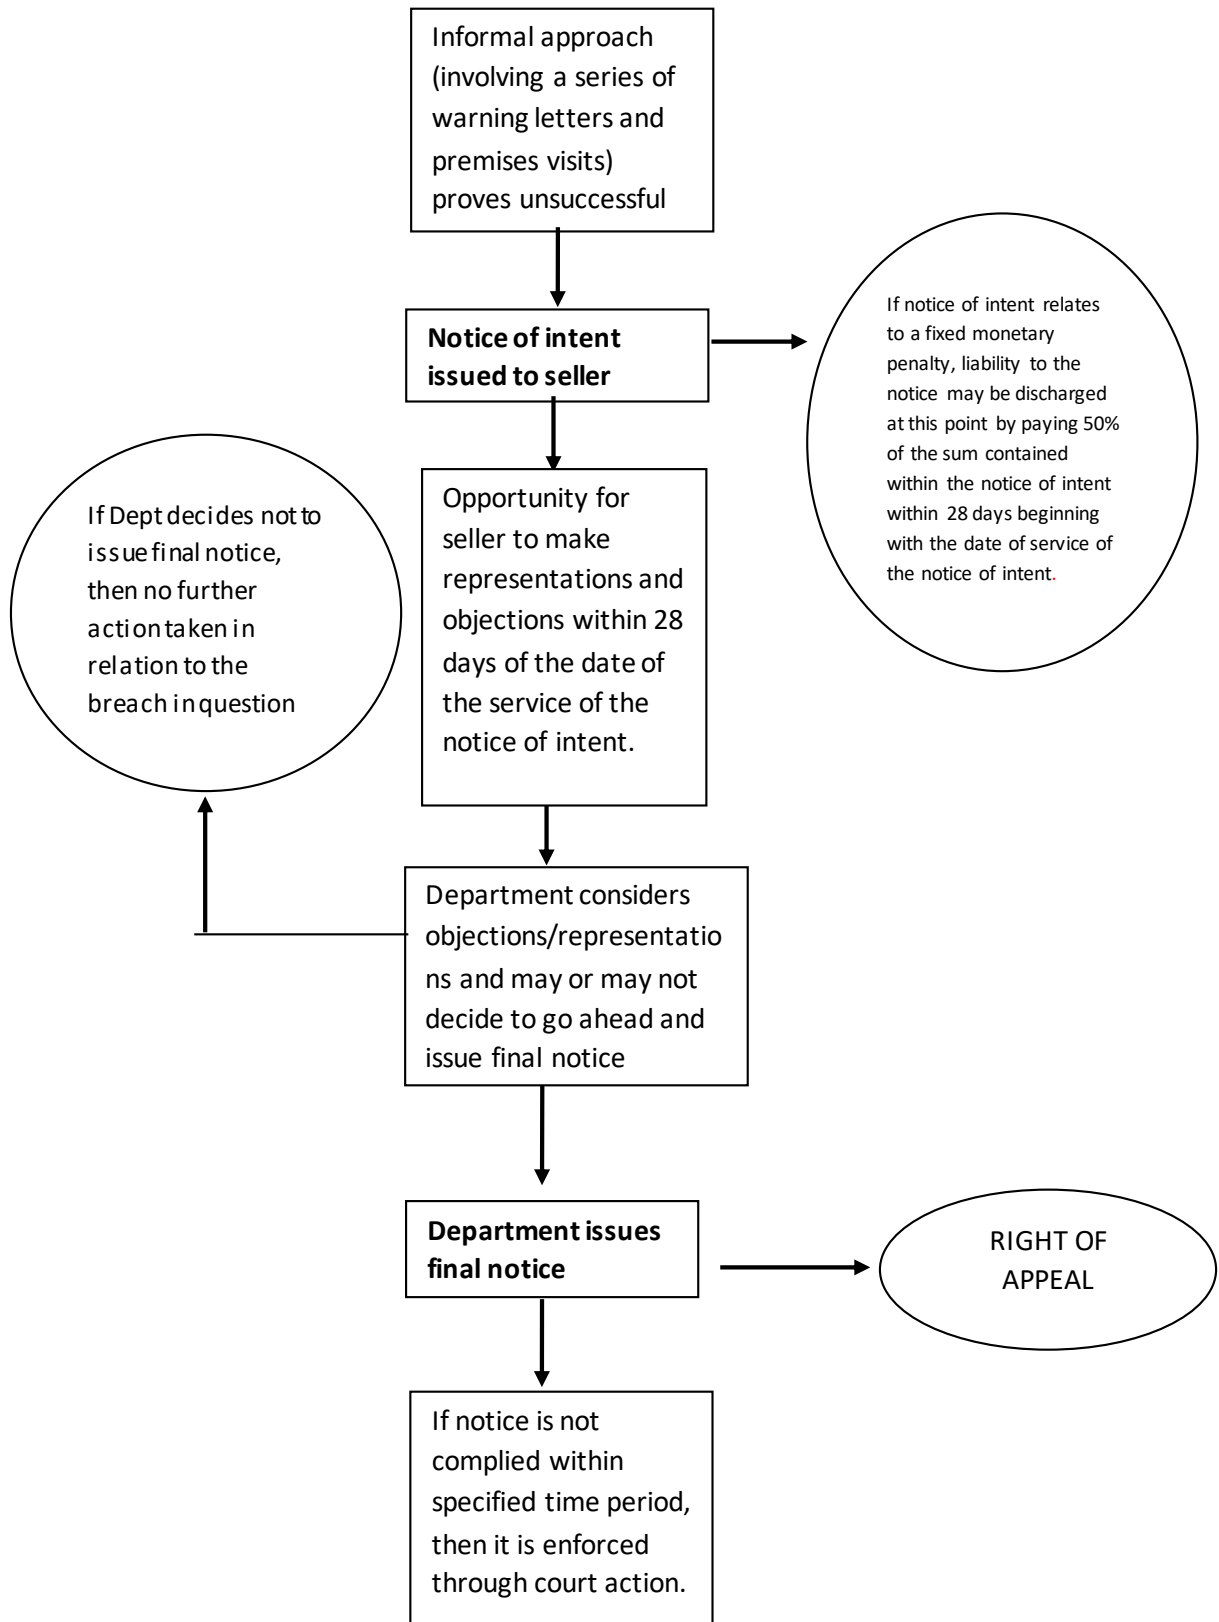 Informal approach
(involving a series of
warning letters and
premises visits)
proves unsuccessful
Notice of intent
issued to seller
If notice of intent relates
to a fixed monetary
penalty, liability to the
notice may be discharged
at this point by paying 50%
of the sum contained
within the notice of intent
within 28 days beginning
with the date of service of
the notice of intent.
If Dept decides not to
issue final notice,
then no further
action taken in
relation to the
breach in question
Opportunity for
seller to make
representations and
objections within 28
days of the date of
the service of the
notice of intent.
Department considers
objections/representatio
ns and may or may not
decide to go ahead and
issue final notice
Department issues
final notice
RIGHT OF
APPEAL
If notice is not
complied within
specified time period,
then it is enforced
through court action.